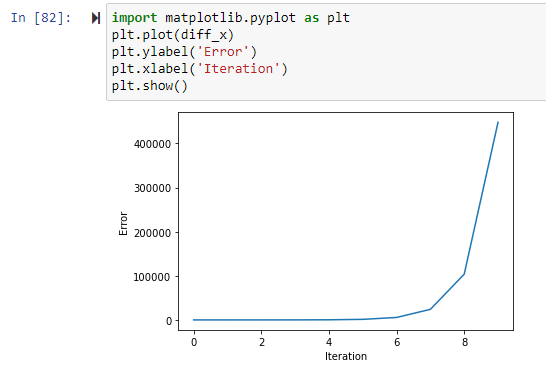 In [82]:
import matplotlib.pyplot as plt
plt.plot(diff_x)
plt.ylabel('Error')
plt.xlabel('Iteration')
plt.show()
400000
300000
200000
100000
0
Error
0 2 4 6 8
Iteration